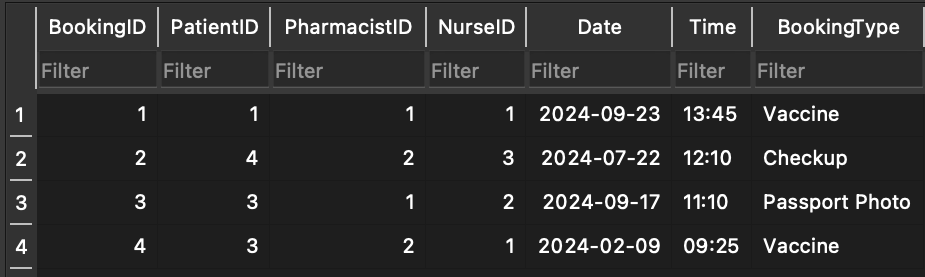 BookingID PatientID PharmacistID NurseID Date Time BookingType
Filter Filter Filter Filter Filter Filter Filter
1 1 1 1 1 2024-09-23 13:45 Vaccine
2 2 4 2 3 2024-07-22 12:10 Checkup
3 3 3 1 2 2024-09-17 11:10 Passport Photo
4 4 3 2 1 2024-02-09 09:25 Vaccine